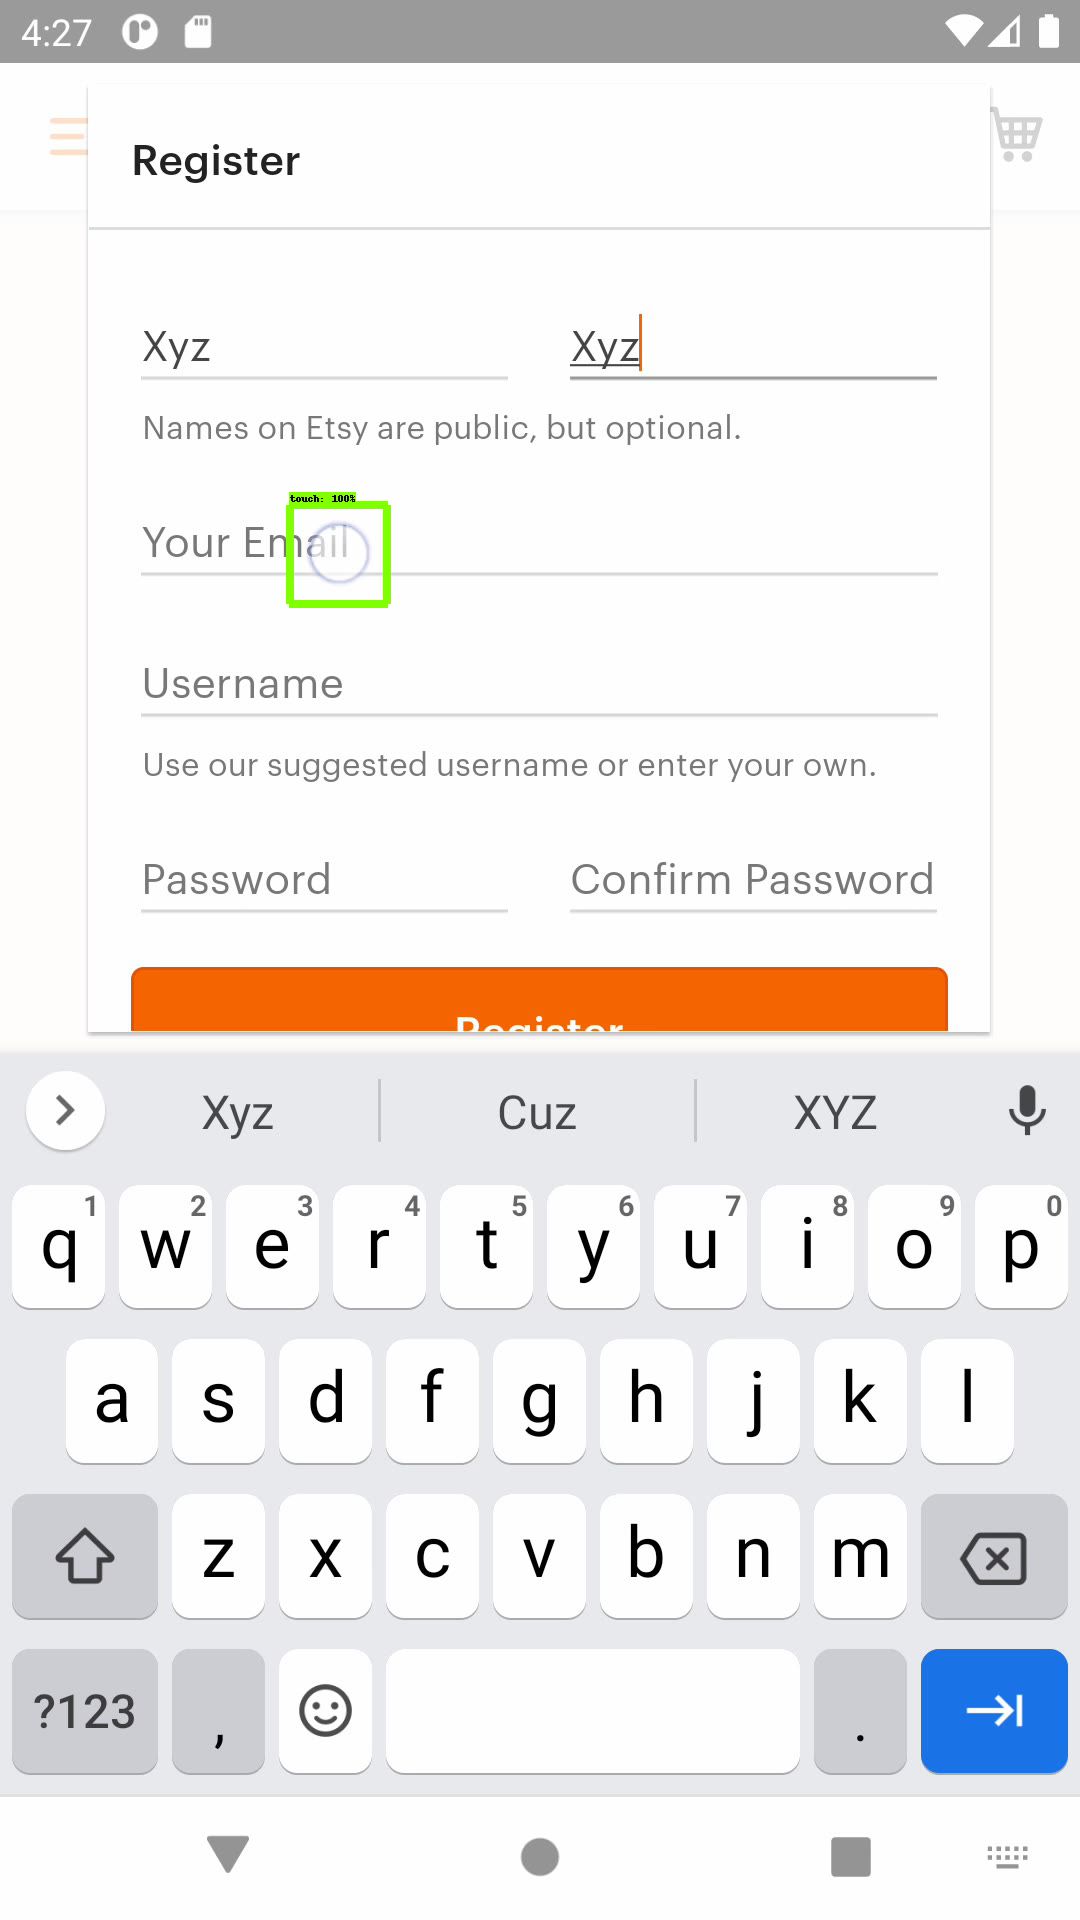 4:27
Register
Xyz Xyz
Names on Etsy are public, but optional.
touch: 100%
Your Email
Username
Use our suggested username or enter your own.
Password Confirm Password
Register
Xyz Cuz XYZ
1 2 3 4 5 6 7 8 9 0
q w e r t y u i o p
a s d f g h j k l
z x c v b n m
?123 , .